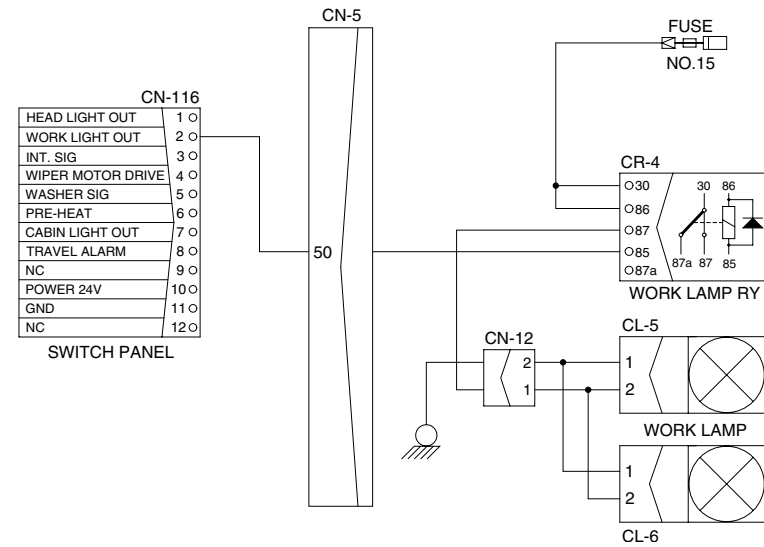 CN-5
FUSE
NO.15
CN-116
HEAD LIGHT OUT 1
WORK LIGHT OUT 2
INT. SIG 3
WIPER MOTOR DRIVE 4
WASHER SIG 5
PRE-HEAT 6
CABIN LIGHT OUT 7
TRAVEL ALARM 8
NC 9
POWER 24V 10
GND 11
NC 12
SWITCH PANEL
50
CR-4
30
86
87
85
87a
30 86
87a 87 85
WORK LAMP RY
CN-12
2
1
CL-5
1
2
WORK LAMP
1
2
CL-6